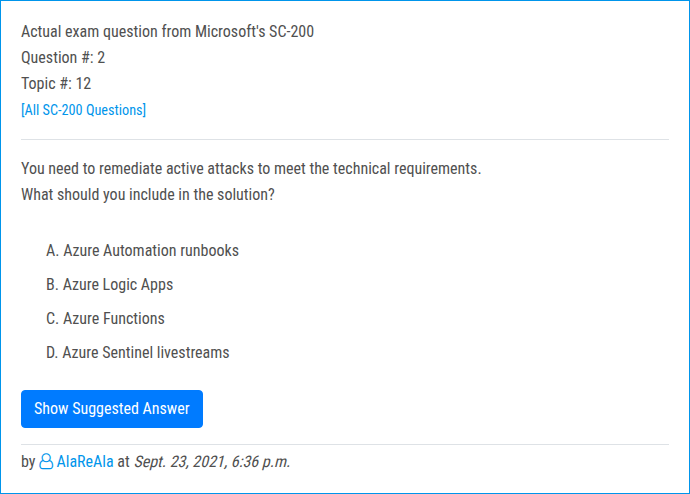 Actual exam question from Microsoft's SC-200
Question #: 2
Topic #: 12
[All SC-200 Questions]
You need to remediate active attacks to meet the technical requirements.
What should you include in the solution?
A. Azure Automation runbooks
B. Azure Logic Apps
C. Azure Functions
D. Azure Sentinel livestreams
Show Suggested Answer
by AlaReAla at Sept. 23, 2021, 6:36 p.m.